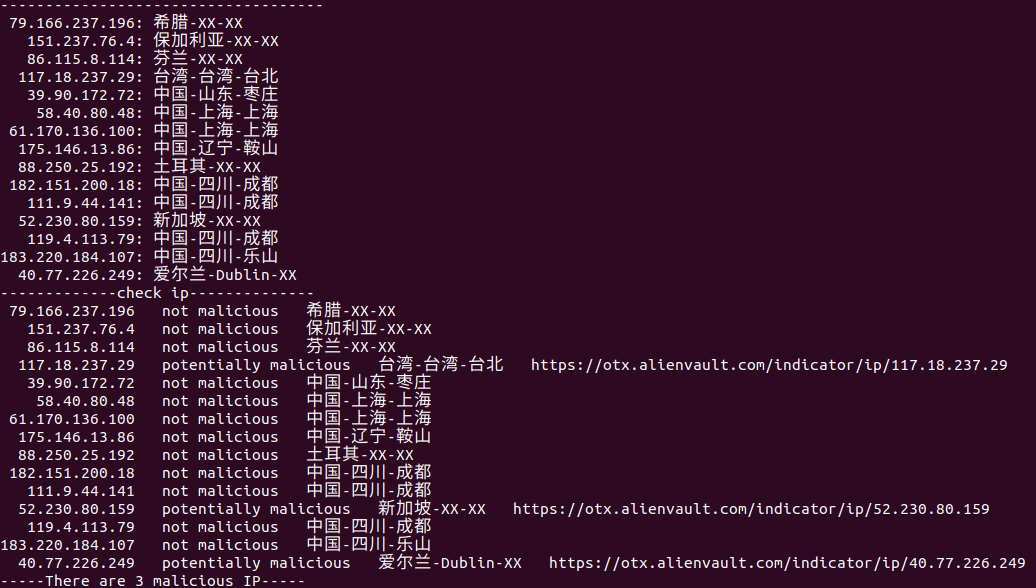 ------------------------------------
79.166.237.196: 希腊-XX-XX
151.237.76.4: 保加利亚-XX-XX
86.115.8.114: 芬兰-XX-XX
117.18.237.29: 台湾-台湾-台北
39.90.172.72: 中国-山东-枣庄
58.40.80.48: 中国-上海-上海
61.170.136.100: 中国-上海-上海
175.146.13.86: 中国-辽宁-鞍山
88.250.25.192: 土耳其-XX-XX
182.151.200.18: 中国-四川-成都
111.9.44.141: 中国-四川-成都
52.230.80.159: 新加坡-XX-XX
119.4.113.79: 中国-四川-成都
183.220.184.107: 中国-四川-乐山
40.77.226.249: 爱尔兰-Dublin-XX
-------------check ip--------------
79.166.237.196   not malicious   希腊-XX-XX
151.237.76.4   not malicious   保加利亚-XX-XX
86.115.8.114   not malicious   芬兰-XX-XX
117.18.237.29   potentially malicious   台湾-台湾-台北   https://otx.alienvault.com/indicator/ip/117.18.237.29
39.90.172.72   not malicious   中国-山东-枣庄
58.40.80.48   not malicious   中国-上海-上海
61.170.136.100   not malicious   中国-上海-上海
175.146.13.86   not malicious   中国-辽宁-鞍山
88.250.25.192   not malicious   土耳其-XX-XX
182.151.200.18   not malicious   中国-四川-成都
111.9.44.141   not malicious   中国-四川-成都
52.230.80.159   potentially malicious   新加坡-XX-XX   https://otx.alienvault.com/indicator/ip/52.230.80.159
119.4.113.79   not malicious   中国-四川-成都
183.220.184.107   not malicious   中国-四川-乐山
40.77.226.249   potentially malicious   爱尔兰-Dublin-XX   https://otx.alienvault.com/indicator/ip/40.77.226.249
-----There are 3 malicious IP-----